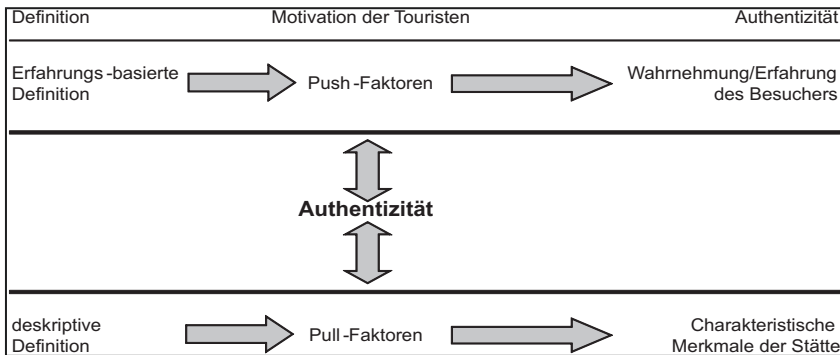 Definition Motivation der Touristen Authentizität
Erfahrungs-basierte
Definition
Push-Faktoren
Wahrnehmung/Erfahrung
des Besuchers
Authentizität
deskriptive
Definition
Pull-Faktoren
Charakteristische
Merkmale der Stätte